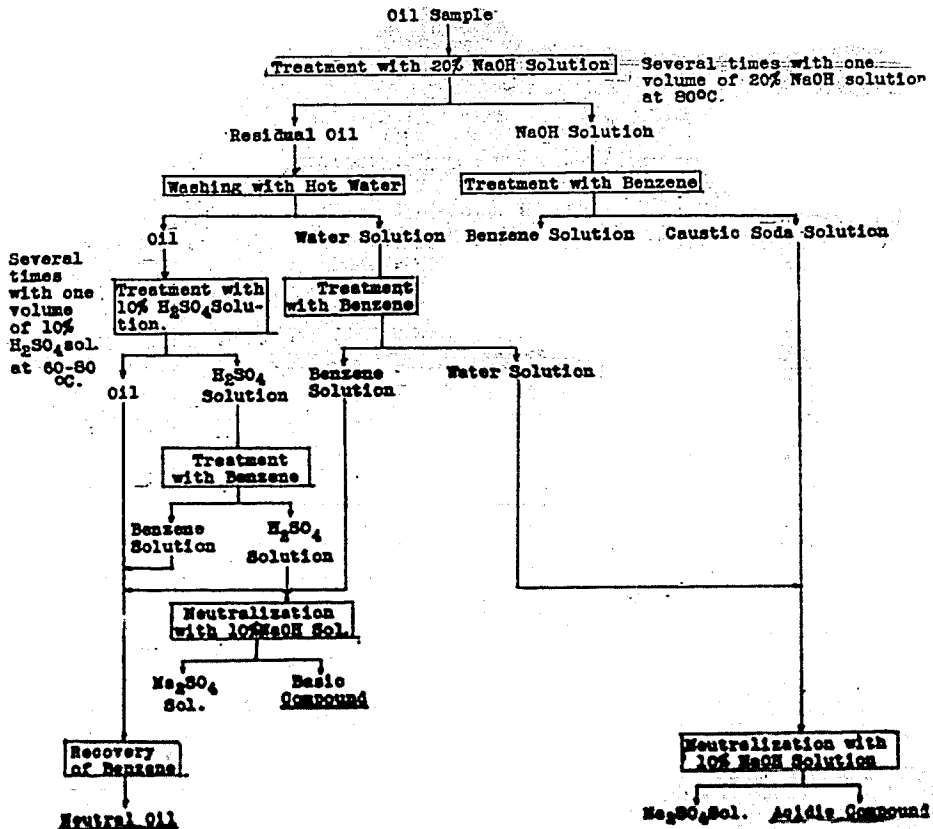 Oil Sample
Treatment with 20% NaOH Solution
Several times with one
volume of 20% NaOH solution
at 80°C.
Residual Oil
NaOH Solution
Washing with Hot Water
Treatment with Benzene
Oil
Water Solution
Benzene Solution
Caustic Soda Solution
Several
times
with one
volume
of 10%
H₂SO₄sol.
at 60-80
°C.
Treatment with
10% H₂SO₄Solu-
tion.
Treatment
with Benzene
Oil
H₂SO₄
Solution
Benzene
Solution
Water Solution
Treatment
with Benzene
Benzene
Solution
H₂SO₄
Solution
Neutralization
with 10%NaOH Sol.
Na₂SO₄
Sol.
Basic
Compound
Recovery
of Benzene
Neutral Oil
Neutralization with
10% NaOH Solution
Na₂SO₄Sol.
Acidic Compound